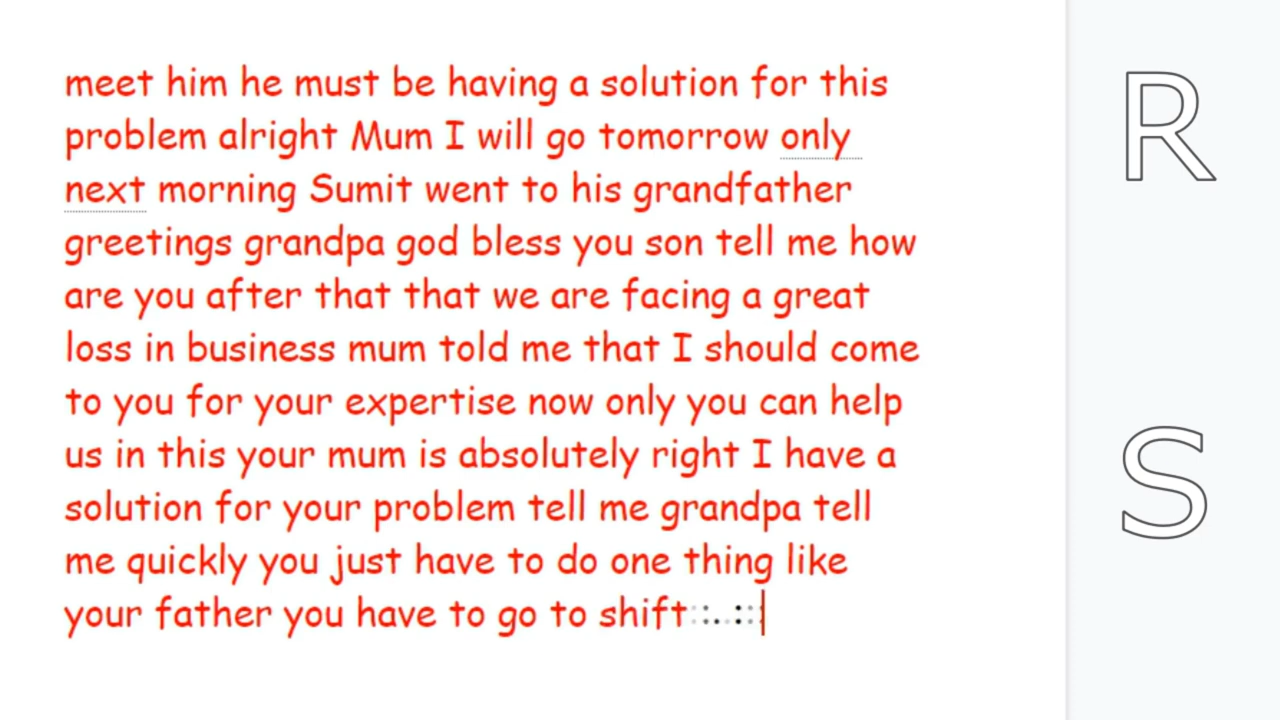 meet him he must be having a solution for this
problem alright Mum I will go tomorrow only
next morning Sumit went to his grandfather
greetings grandpa god bless you son tell me how
are you after that that we are facing a great
loss in business mum told me that I should come
to you for your expertise now only you can help
us in this your mum is absolutely right I have a
solution for your problem tell me grandpa tell
me quickly you just have to do one thing like
your father you have to go to shift
R
S